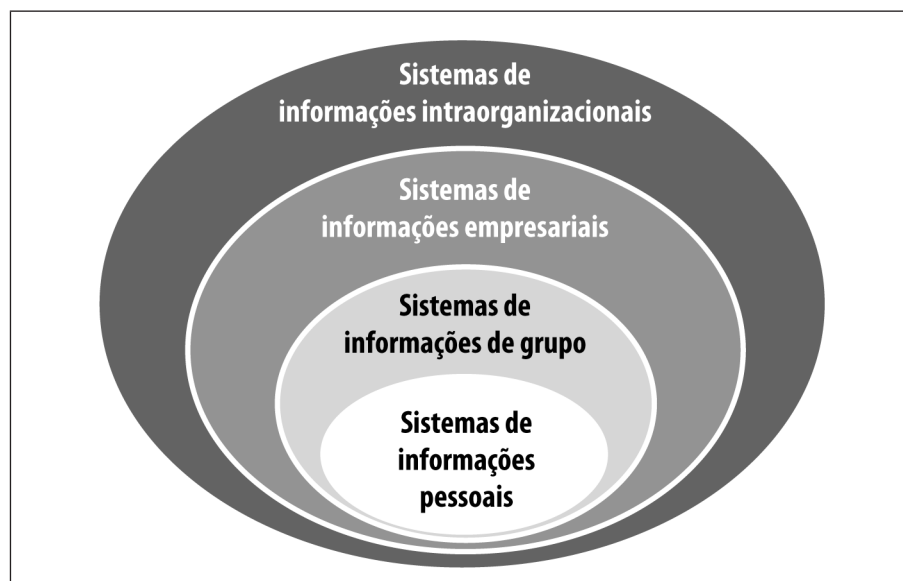 Sistemas de
informações intraorganizacionais
Sistemas de
informações empresariais
Sistemas de
informações de grupo
Sistemas de
informações
pessoais